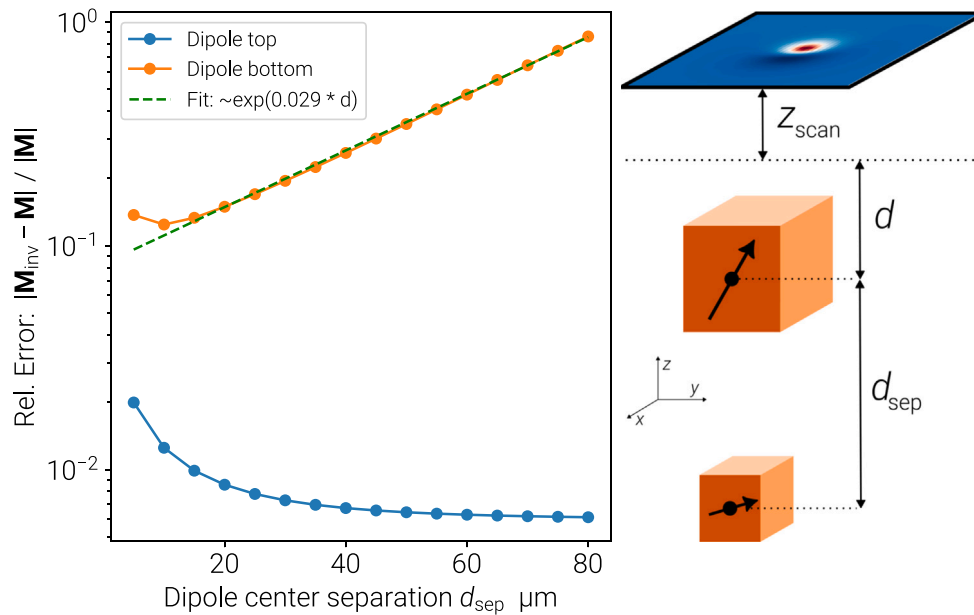 Rel. Error: |M_inv − M| / |M|
10⁰
10⁻¹
10⁻²
Dipole top
Dipole bottom
Fit: ~exp(0.029 * d)
20 40 60 80
Dipole center separation d_sep μm
z_scan
d
d_sep
z
y
x